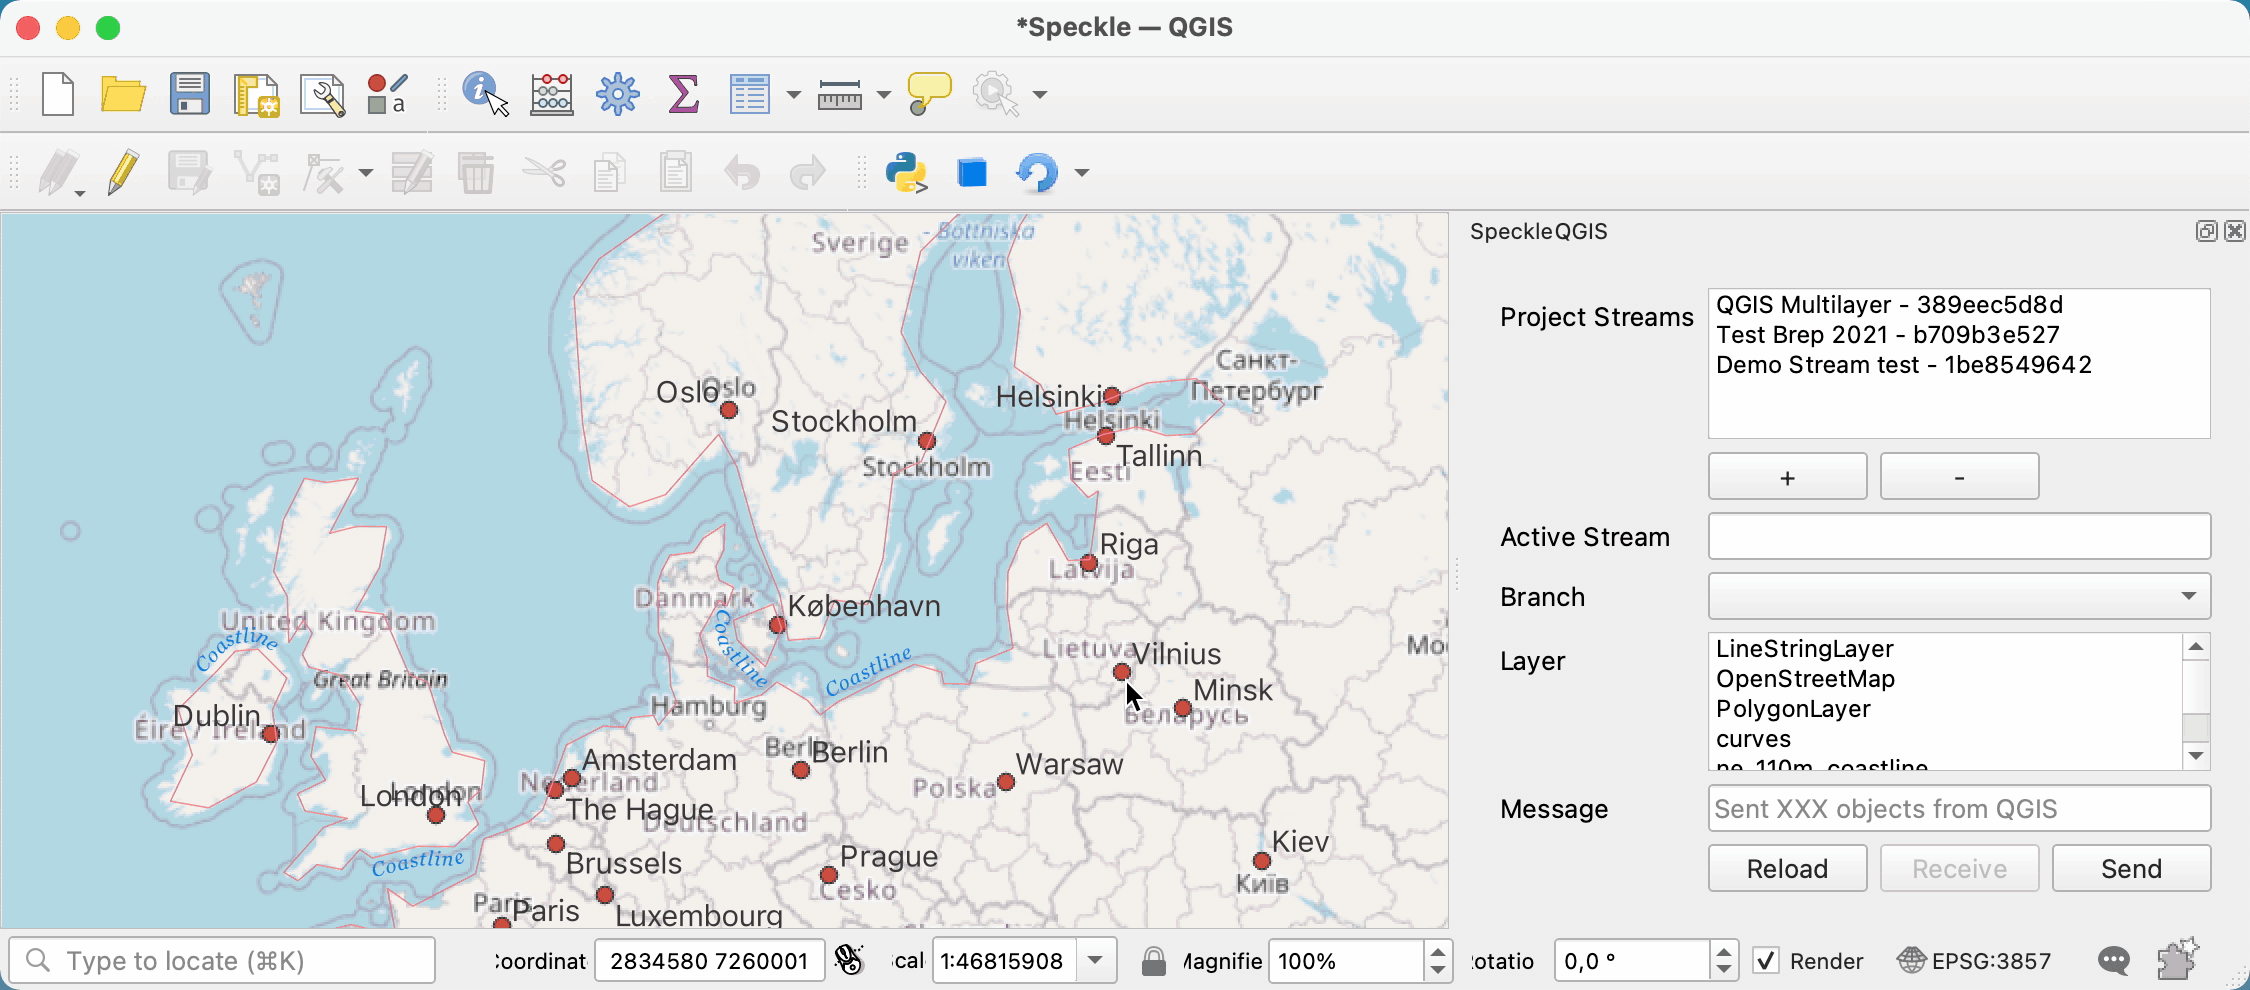 *Speckle — QGIS
a
SpeckleQGIS
Sverige
- Bottniska
viken
Project Streams
QGIS Multilayer - 389eec5d8d
Test Brep 2021 - b709b3e527
Demo Stream test - 1be8549642
Санкт-
Петербург
Oslo
Oslo
Helsinki
Helsinki
Stockholm
Stockholm
Tallinn
Eesti
+
-
Active Stream
Riga
Latvija
Branch
Danmark
København
United Kingdom
Coastline
Coastline
Coastline
Lietuva
Vilnius
Layer
LineStringLayer
OpenStreetMap
PolygonLayer
curves
ne_110m_coastline
Great Britain
Minsk
Беларусь
Hamburg
Dublin
Éire / Ireland
Amsterdam
Nederland
Berlin
Berlin
Warsaw
Polska
London
London
The Hague
Deutschland
Message
Sent XXX objects from QGIS
Kiev
Київ
Coastline
Brussels
Prague
Česko
Reload
Receive
Send
Paris
Paris
Luxembourg
Type to locate (⌘K)
Coordinat
2834580 7260001
Scal
1:46815908
Magnifie
100%
Rotatio
0,0 °
Render
EPSG:3857